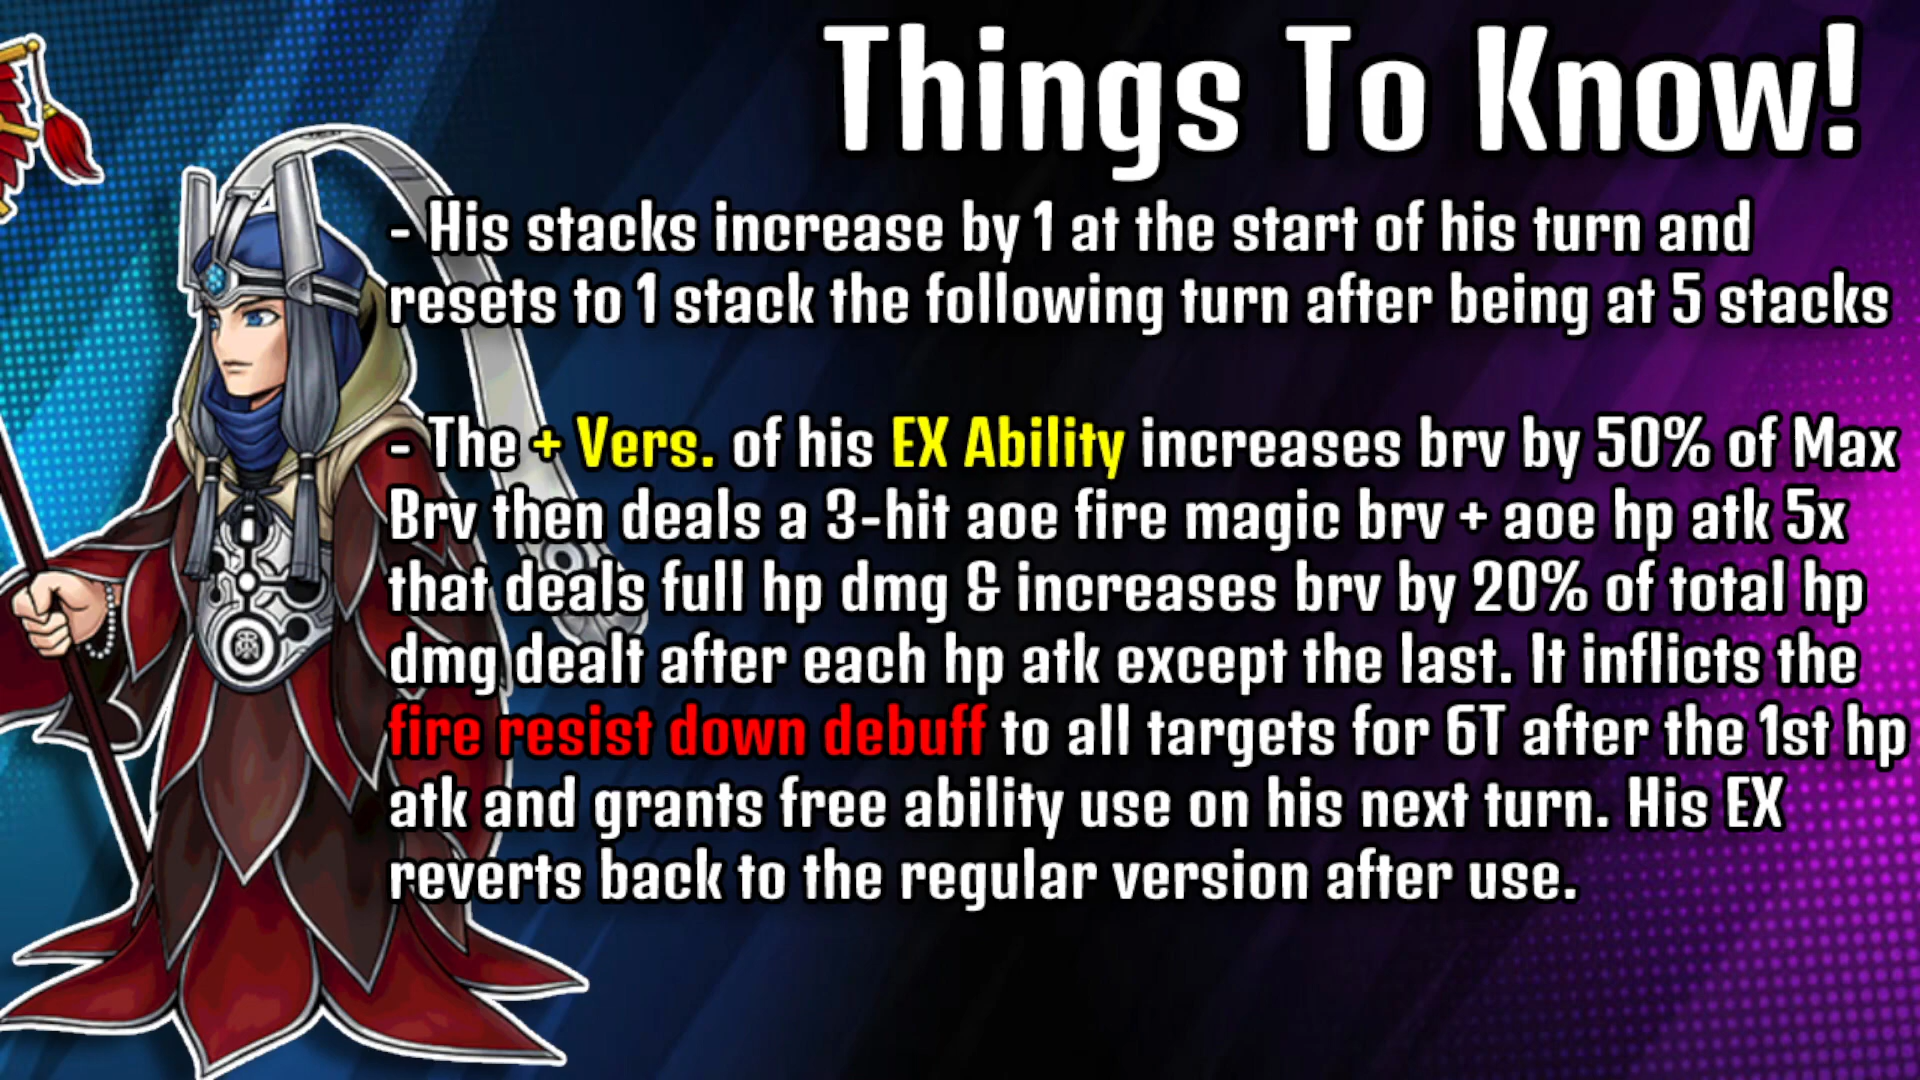 Things To Know!
- His stacks increase by 1 at the start of his turn and
resets to 1 stack the following turn after being at 5 stacks
- The + Vers. of his EX Ability increases brv by 50% of Max
Brv then deals a 3-hit aoe fire magic brv + aoe hp atk 5x
that deals full hp dmg & increases brv by 20% of total hp
dmg dealt after each hp atk except the last. It inflicts the
fire resist down debuff to all targets for 6T after the 1st hp
atk and grants free ability use on his next turn. His EX
reverts back to the regular version after use.